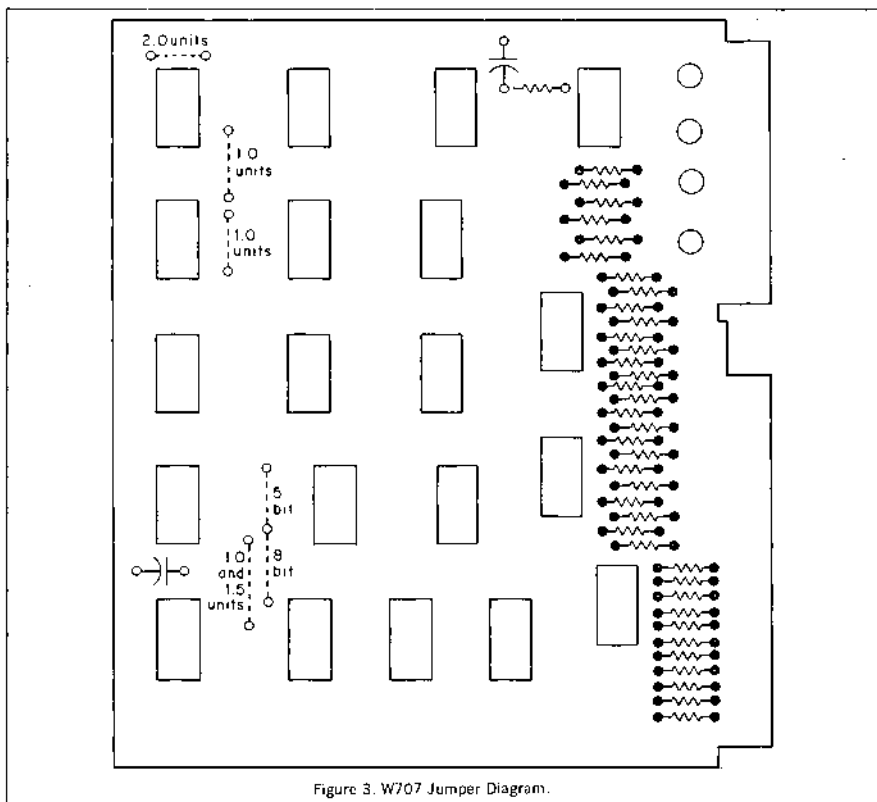 2.0units
1.0
units
1.0
units
5
bit
8
bit
1.0
and
1.5
units
Figure 3. W707 Jumper Diagram.